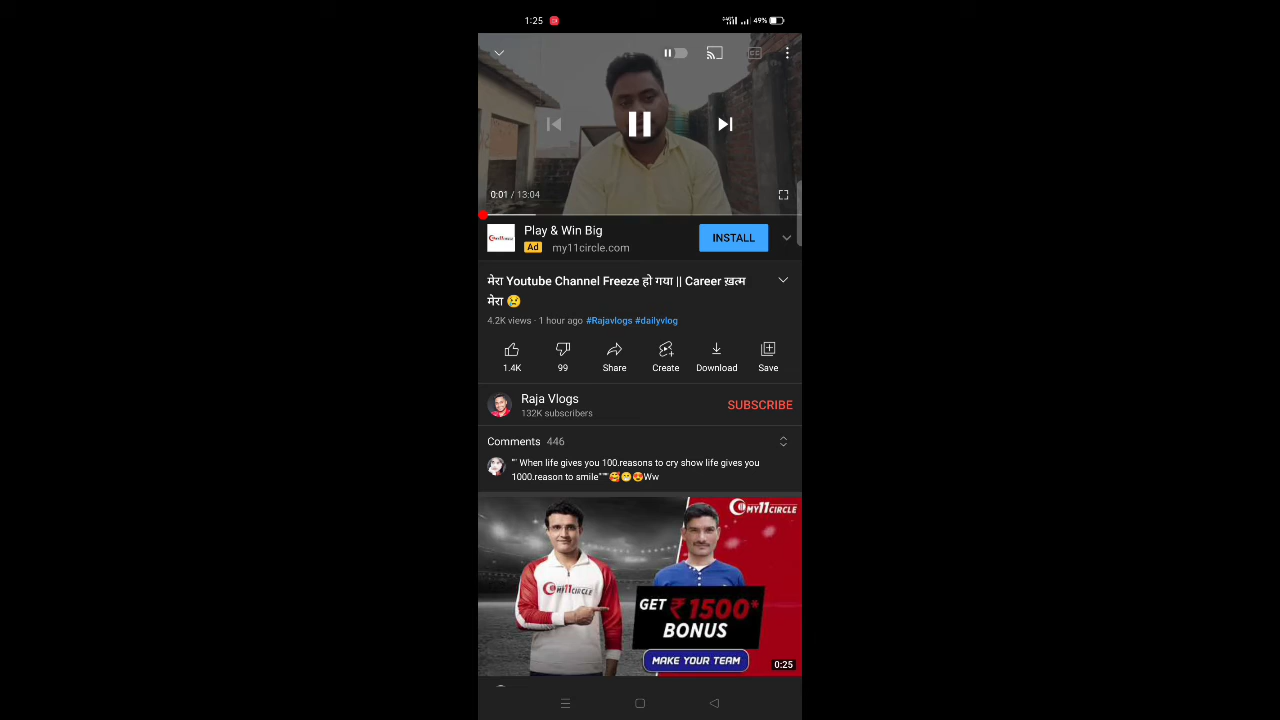 1:25
49%
CC
0:01 / 13:04
Play & Win Big
Ad my11circle.com
INSTALL
मेरा Youtube Channel Freeze हो गया || Career ख़त्म
मेरा 😢
4.2K views · 1 hour ago #Rajavlogs #dailyvlog
1.4K 99 Share Create Download Save
Raja Vlogs
132K subscribers
SUBSCRIBE
Comments 446
"" When life gives you 100.reasons to cry show life gives you
1000.reason to smile""🥰😁😍Ww
MY11CIRCLE
MY11CIRCLE
GET ₹1500*
BONUS
MAKE YOUR TEAM
0:25